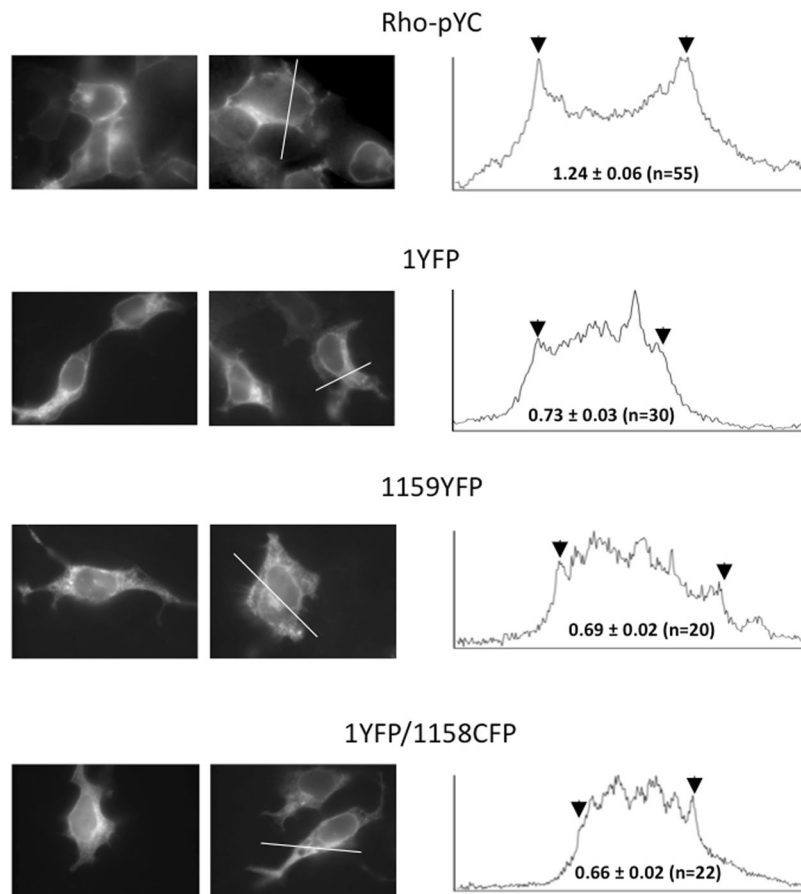 Rho-pYC
1.24 ± 0.06 (n=55)
1YFP
0.73 ± 0.03 (n=30)
1159YFP
0.69 ± 0.02 (n=20)
1YFP/1158CFP
0.66 ± 0.02 (n=22)